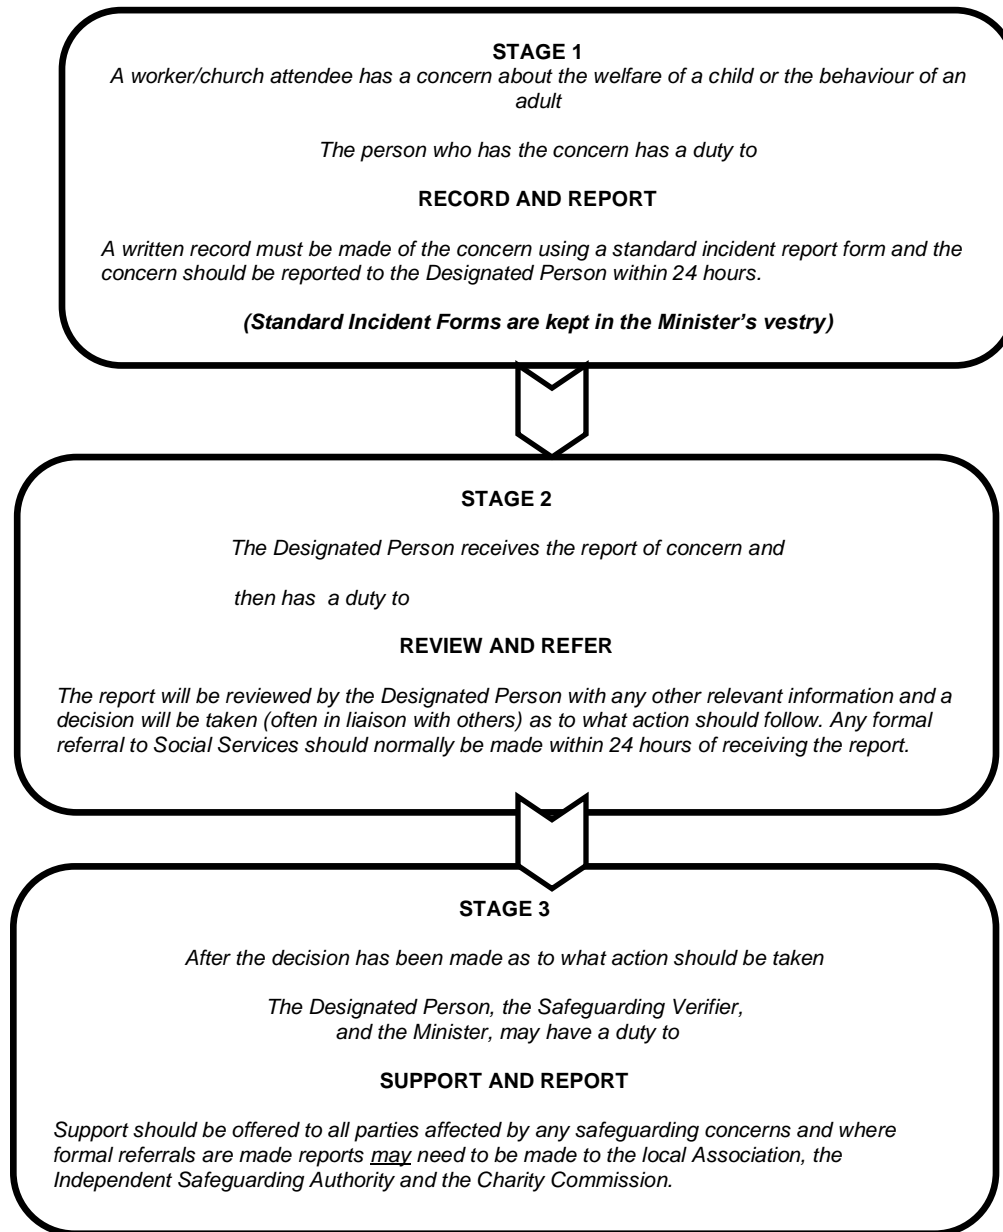 STAGE 1
A worker/church attendee has a concern about the welfare of a child or the behaviour of an
adult
The person who has the concern has a duty to
RECORD AND REPORT
A written record must be made of the concern using a standard incident report form and the
concern should be reported to the Designated Person within 24 hours.
(Standard Incident Forms are kept in the Minister's vestry)
STAGE 2
The Designated Person receives the report of concern and
then has  a duty to
REVIEW AND REFER
The report will be reviewed by the Designated Person with any other relevant information and a
decision will be taken (often in liaison with others) as to what action should follow. Any formal
referral to Social Services should normally be made within 24 hours of receiving the report.
STAGE 3
After the decision has been made as to what action should be taken
The Designated Person, the Safeguarding Verifier,
and the Minister, may have a duty to
SUPPORT AND REPORT
Support should be offered to all parties affected by any safeguarding concerns and where
formal referrals are made reports may need to be made to the local Association, the
Independent Safeguarding Authority and the Charity Commission.